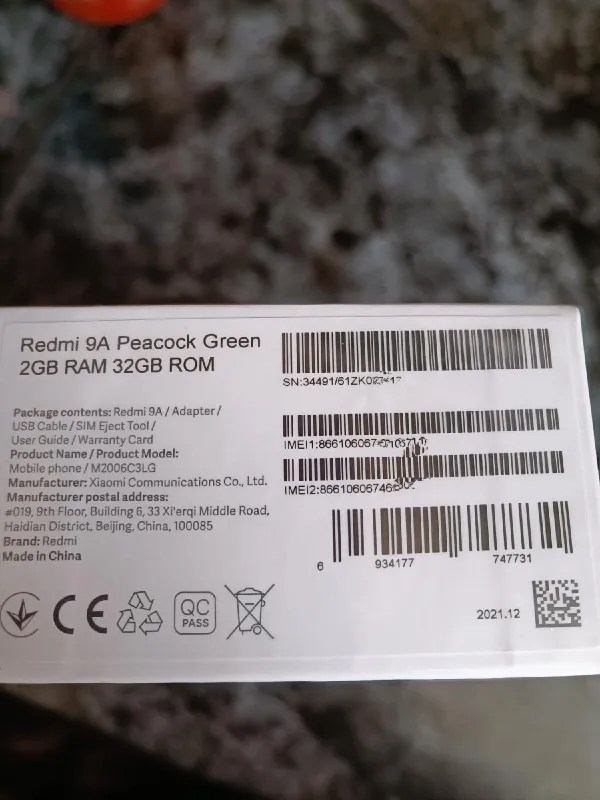 Redmi 9A Peacock Green
2GB RAM 32GB ROM
Package contents: Redmi 9A / Adapter /
USB Cable / SIM Eject Tool /
User Guide / Warranty Card
Product Name / Product Model:
Mobile phone / M2006C3LG
Manufacturer: Xiaomi Communications Co., Ltd.
Manufacturer postal address:
#019, 9th Floor, Building 6, 33 Xi'erqi Middle Road,
Haidian District, Beijing, China, 100085
Brand: Redmi
Made in China
CE
QC
PASS
SN:
IMEI1:
IMEI2:
6 934177 747731
2021.12